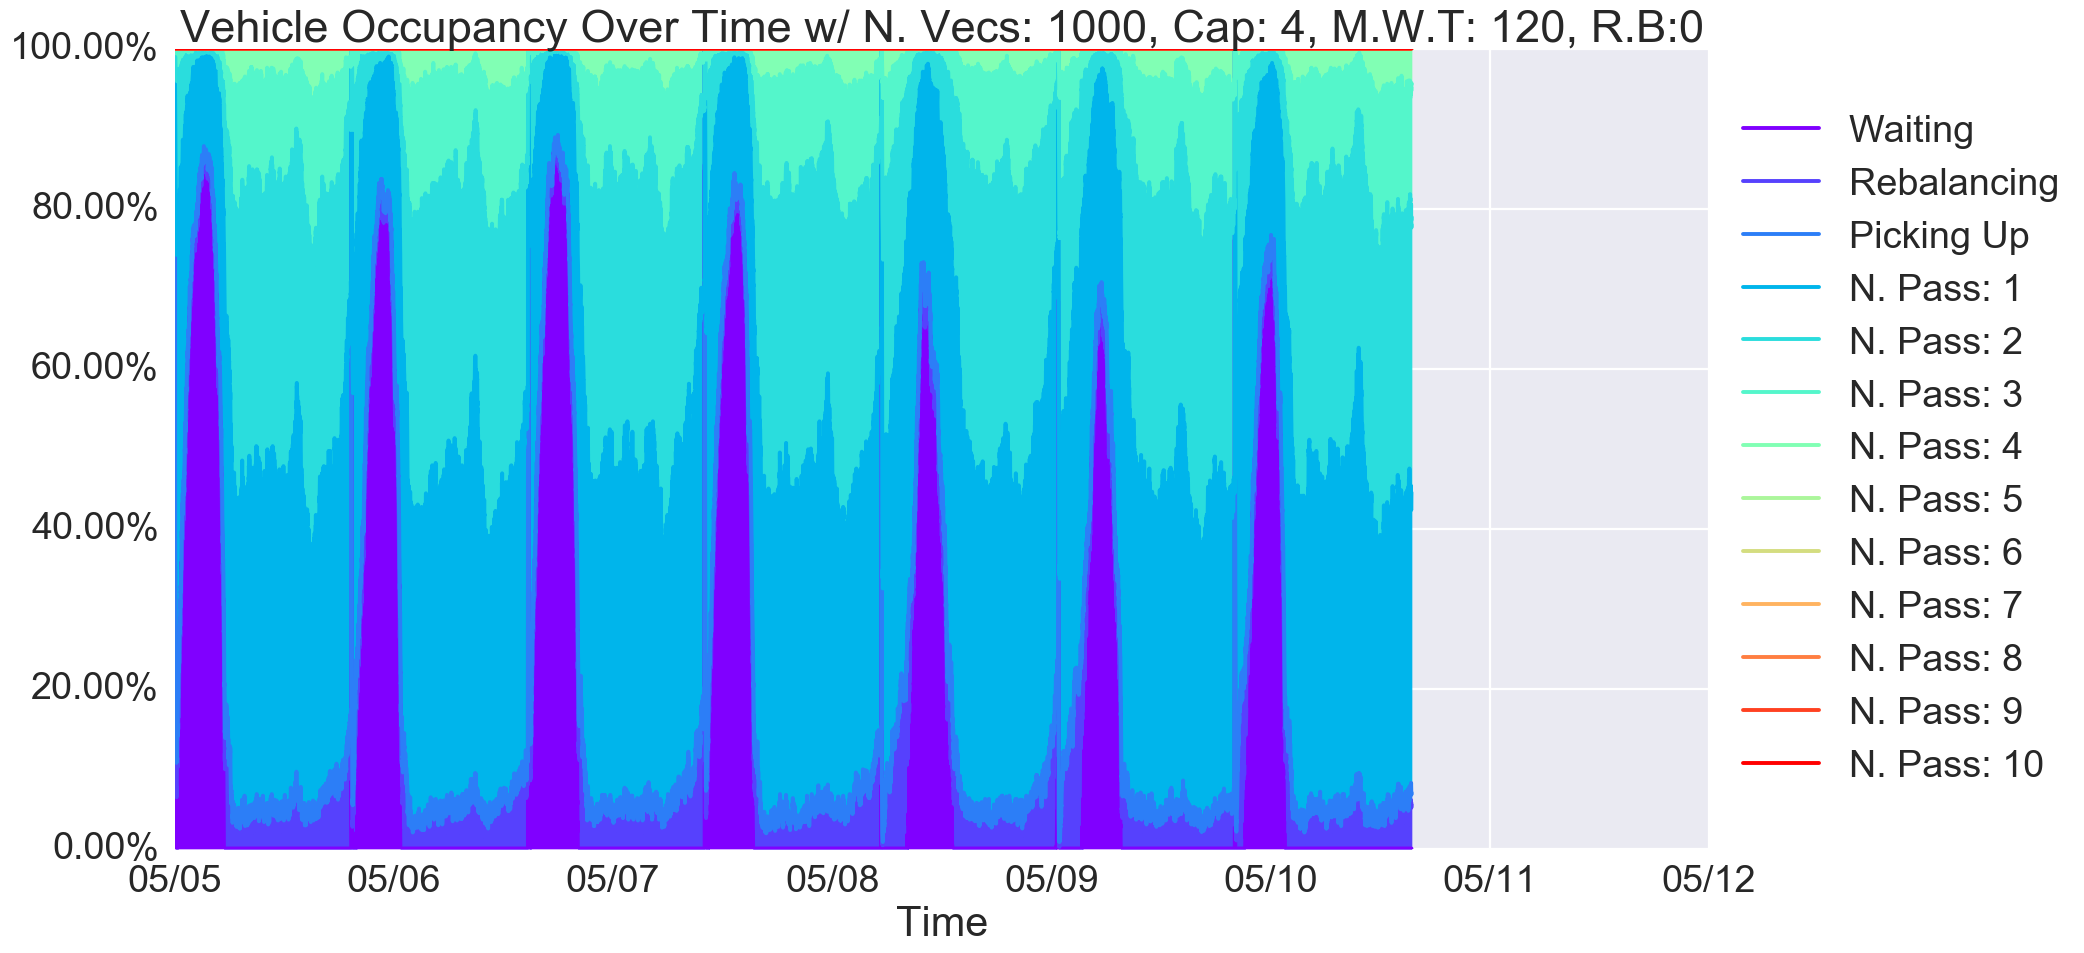 Vehicle Occupancy Over Time w/ N. Vecs: 1000, Cap: 4, M.W.T: 120, R.B:0
100.00%
80.00%
60.00%
40.00%
20.00%
0.00%
05/05 05/06 05/07 05/08 05/09 05/10 05/11 05/12
Time
Waiting
Rebalancing
Picking Up
N. Pass: 1
N. Pass: 2
N. Pass: 3
N. Pass: 4
N. Pass: 5
N. Pass: 6
N. Pass: 7
N. Pass: 8
N. Pass: 9
N. Pass: 10